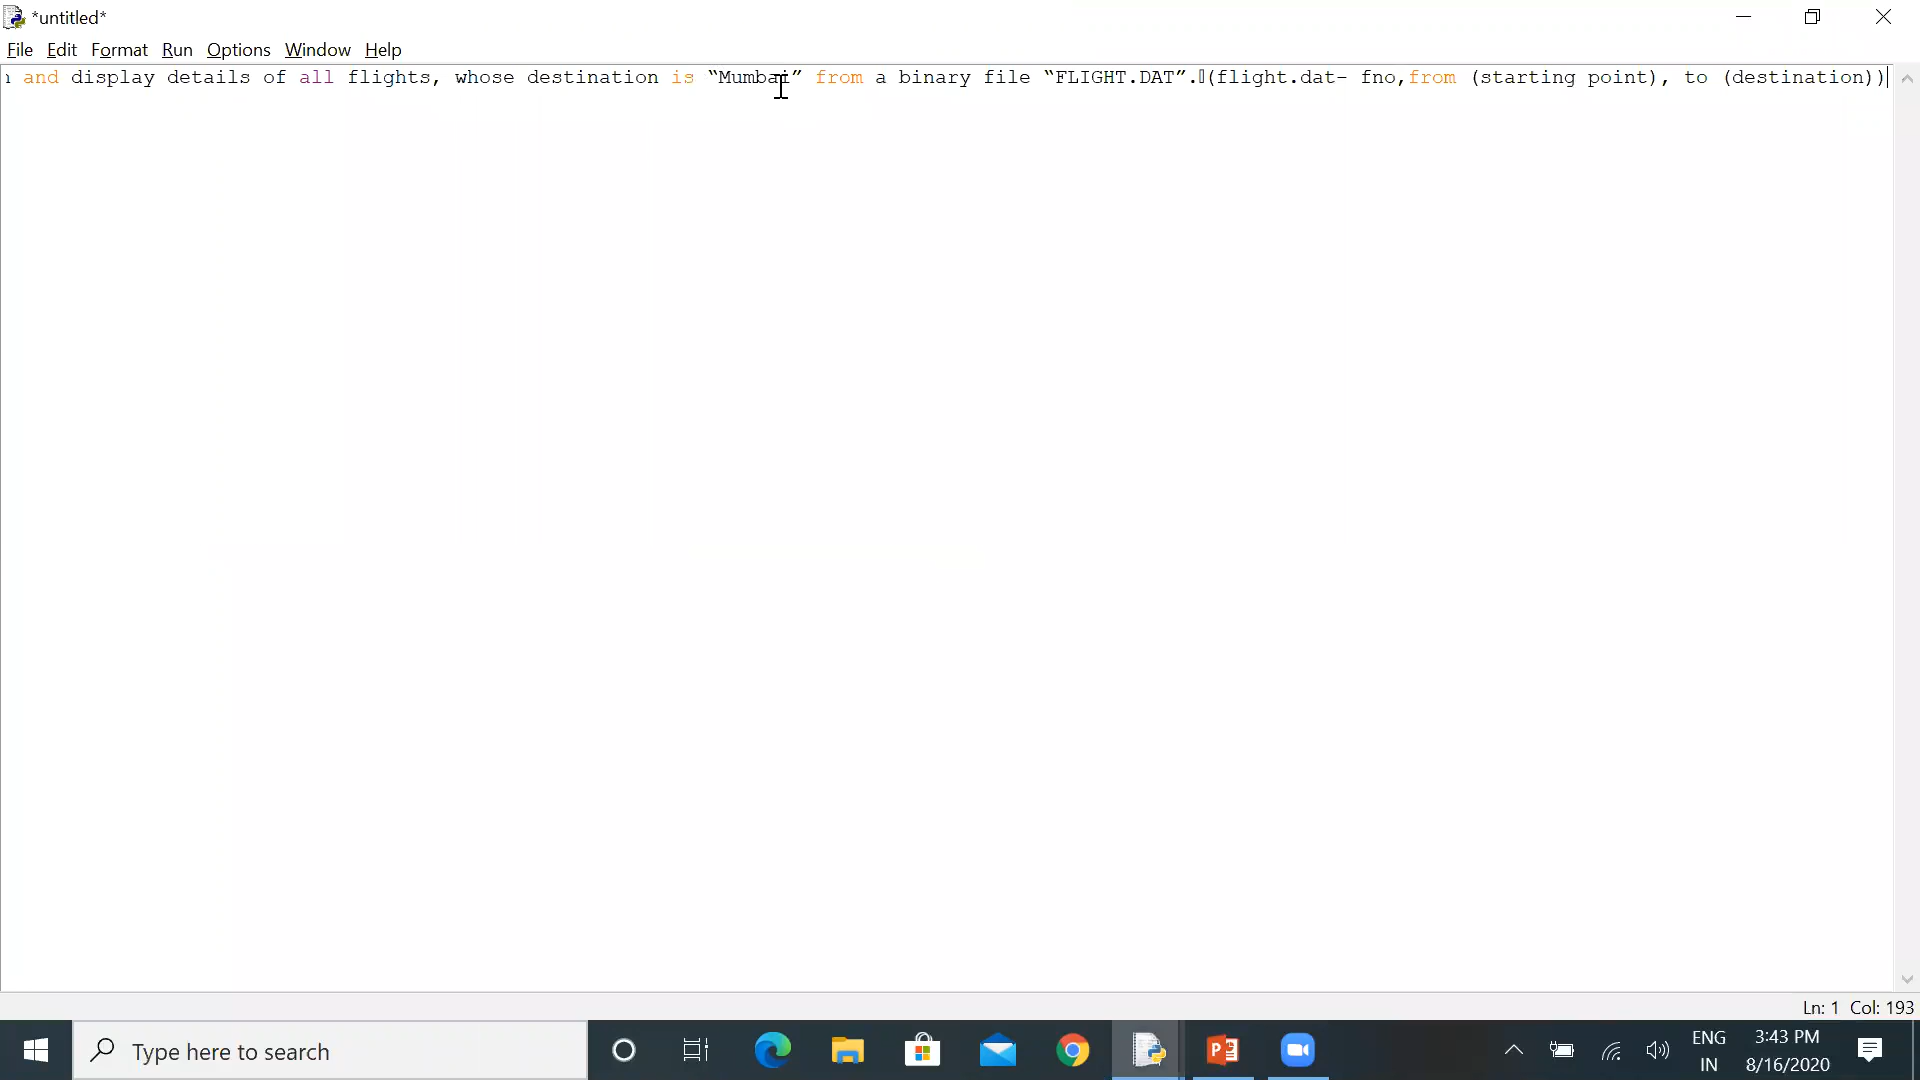 *untitled*
File Edit Format Run Options Window Help
and display details of all flights, whose destination is “Mumbai” from a binary file “FLIGHT.DAT”.(flight.dat- fno,from (starting point), to (destination))
Ln: 1 Col: 193
Type here to search
ENG
IN
3:43 PM
8/16/2020